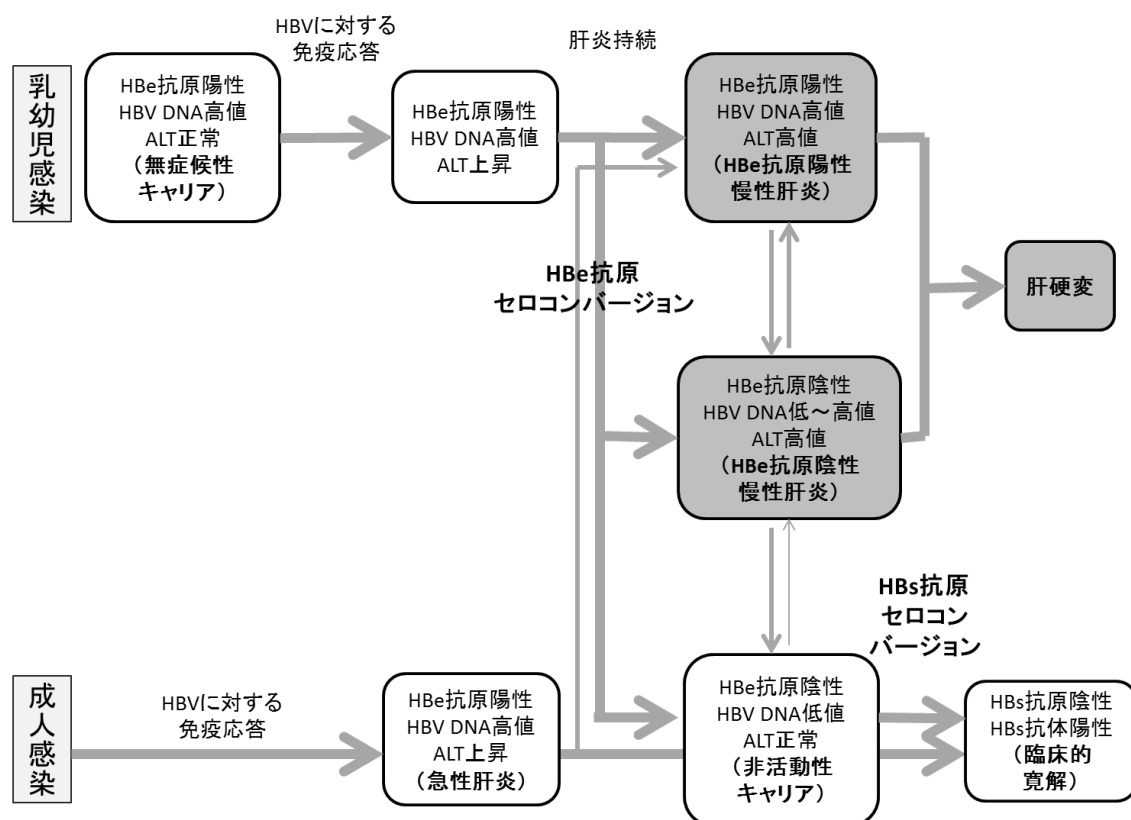 HBVに対する
免疫応答
肝炎持続
乳幼児感染
HBe抗原陽性
HBV DNA高値
ALT正常
（無症候性
キャリア）
HBe抗原陽性
HBV DNA高値
ALT上昇
HBe抗原陽性
HBV DNA高値
ALT高値
（HBe抗原陽性
慢性肝炎）
HBe抗原
セロコンバージョン
肝硬変
HBe抗原陰性
HBV DNA低～高値
ALT高値
（HBe抗原陰性
慢性肝炎）
HBs抗原
セロコン
バージョン
成人感染
HBVに対する
免疫応答
HBe抗原陽性
HBV DNA高値
ALT上昇
（急性肝炎）
HBe抗原陰性
HBV DNA低値
ALT正常
（非活動性
キャリア）
HBs抗原陰性
HBs抗体陽性
（臨床的
寛解）